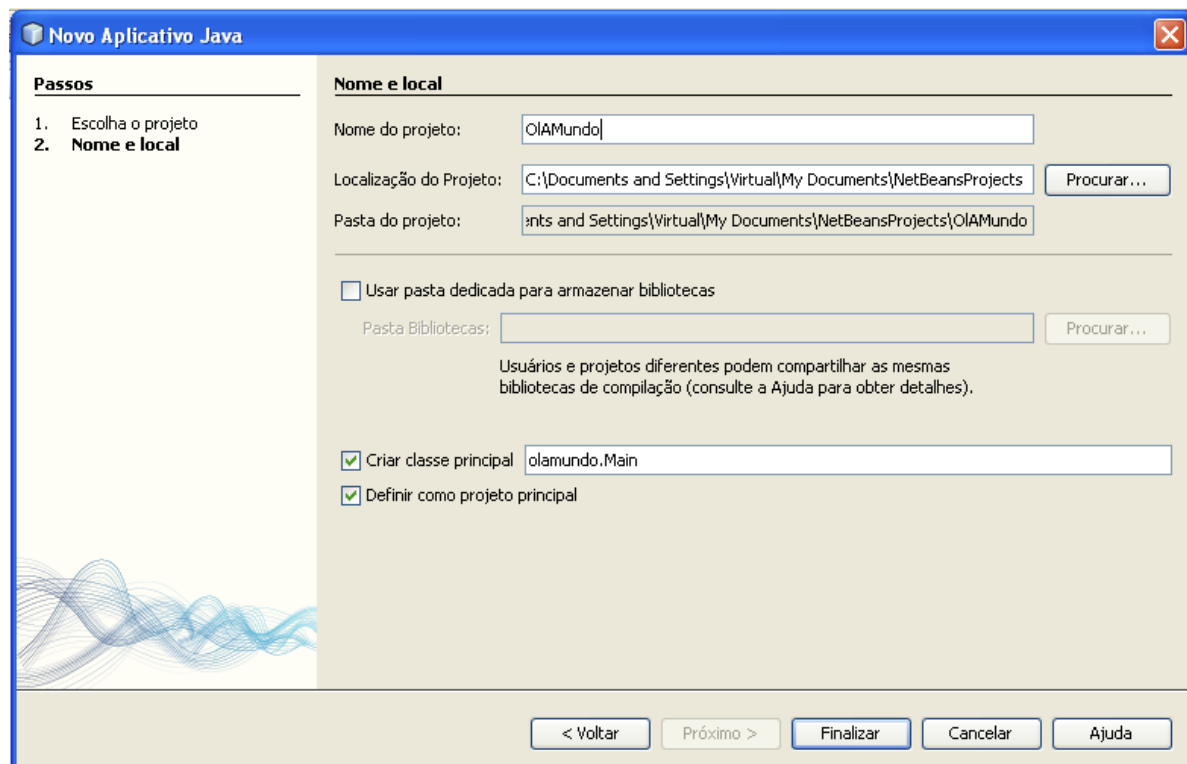 Novo Aplicativo Java
Passos
1. Escolha o projeto
2. Nome e local
Nome e local
Nome do projeto: OlAMundo
Localização do Projeto: C:\Documents and Settings\Virtual\My Documents\NetBeansProjects Procurar...
Pasta do projeto: ents and Settings\Virtual\My Documents\NetBeansProjects\OlAMundo
Usar pasta dedicada para armazenar bibliotecas
Pasta Bibliotecas: Procurar...
Usuários e projetos diferentes podem compartilhar as mesmas
bibliotecas de compilação (consulte a Ajuda para obter detalhes).
Criar classe principal olamundo.Main
Definir como projeto principal
< Voltar Próximo > Finalizar Cancelar Ajuda